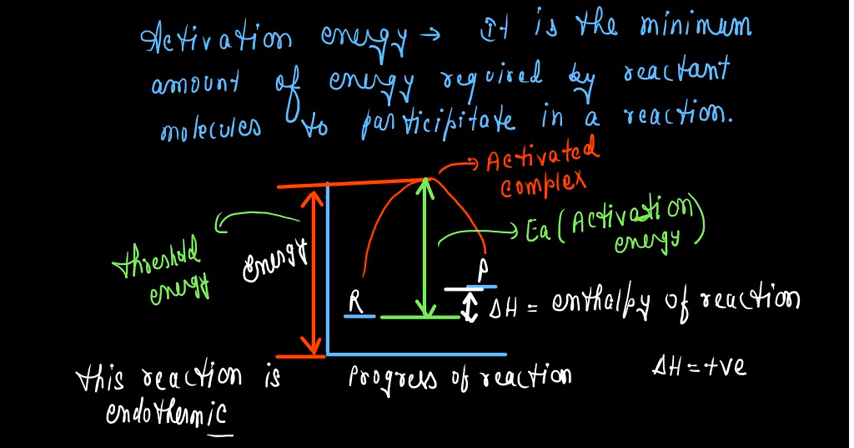 Activation energy → It is the minimum
amount of energy required by reactant
molecules to participitate in a reaction.
Activated
complex
Ea (Activation
energy)
threshold
energy
energy
R
P
ΔH = enthalpy of reaction
Progress of reaction
ΔH = +ve
this reaction is
endothermic